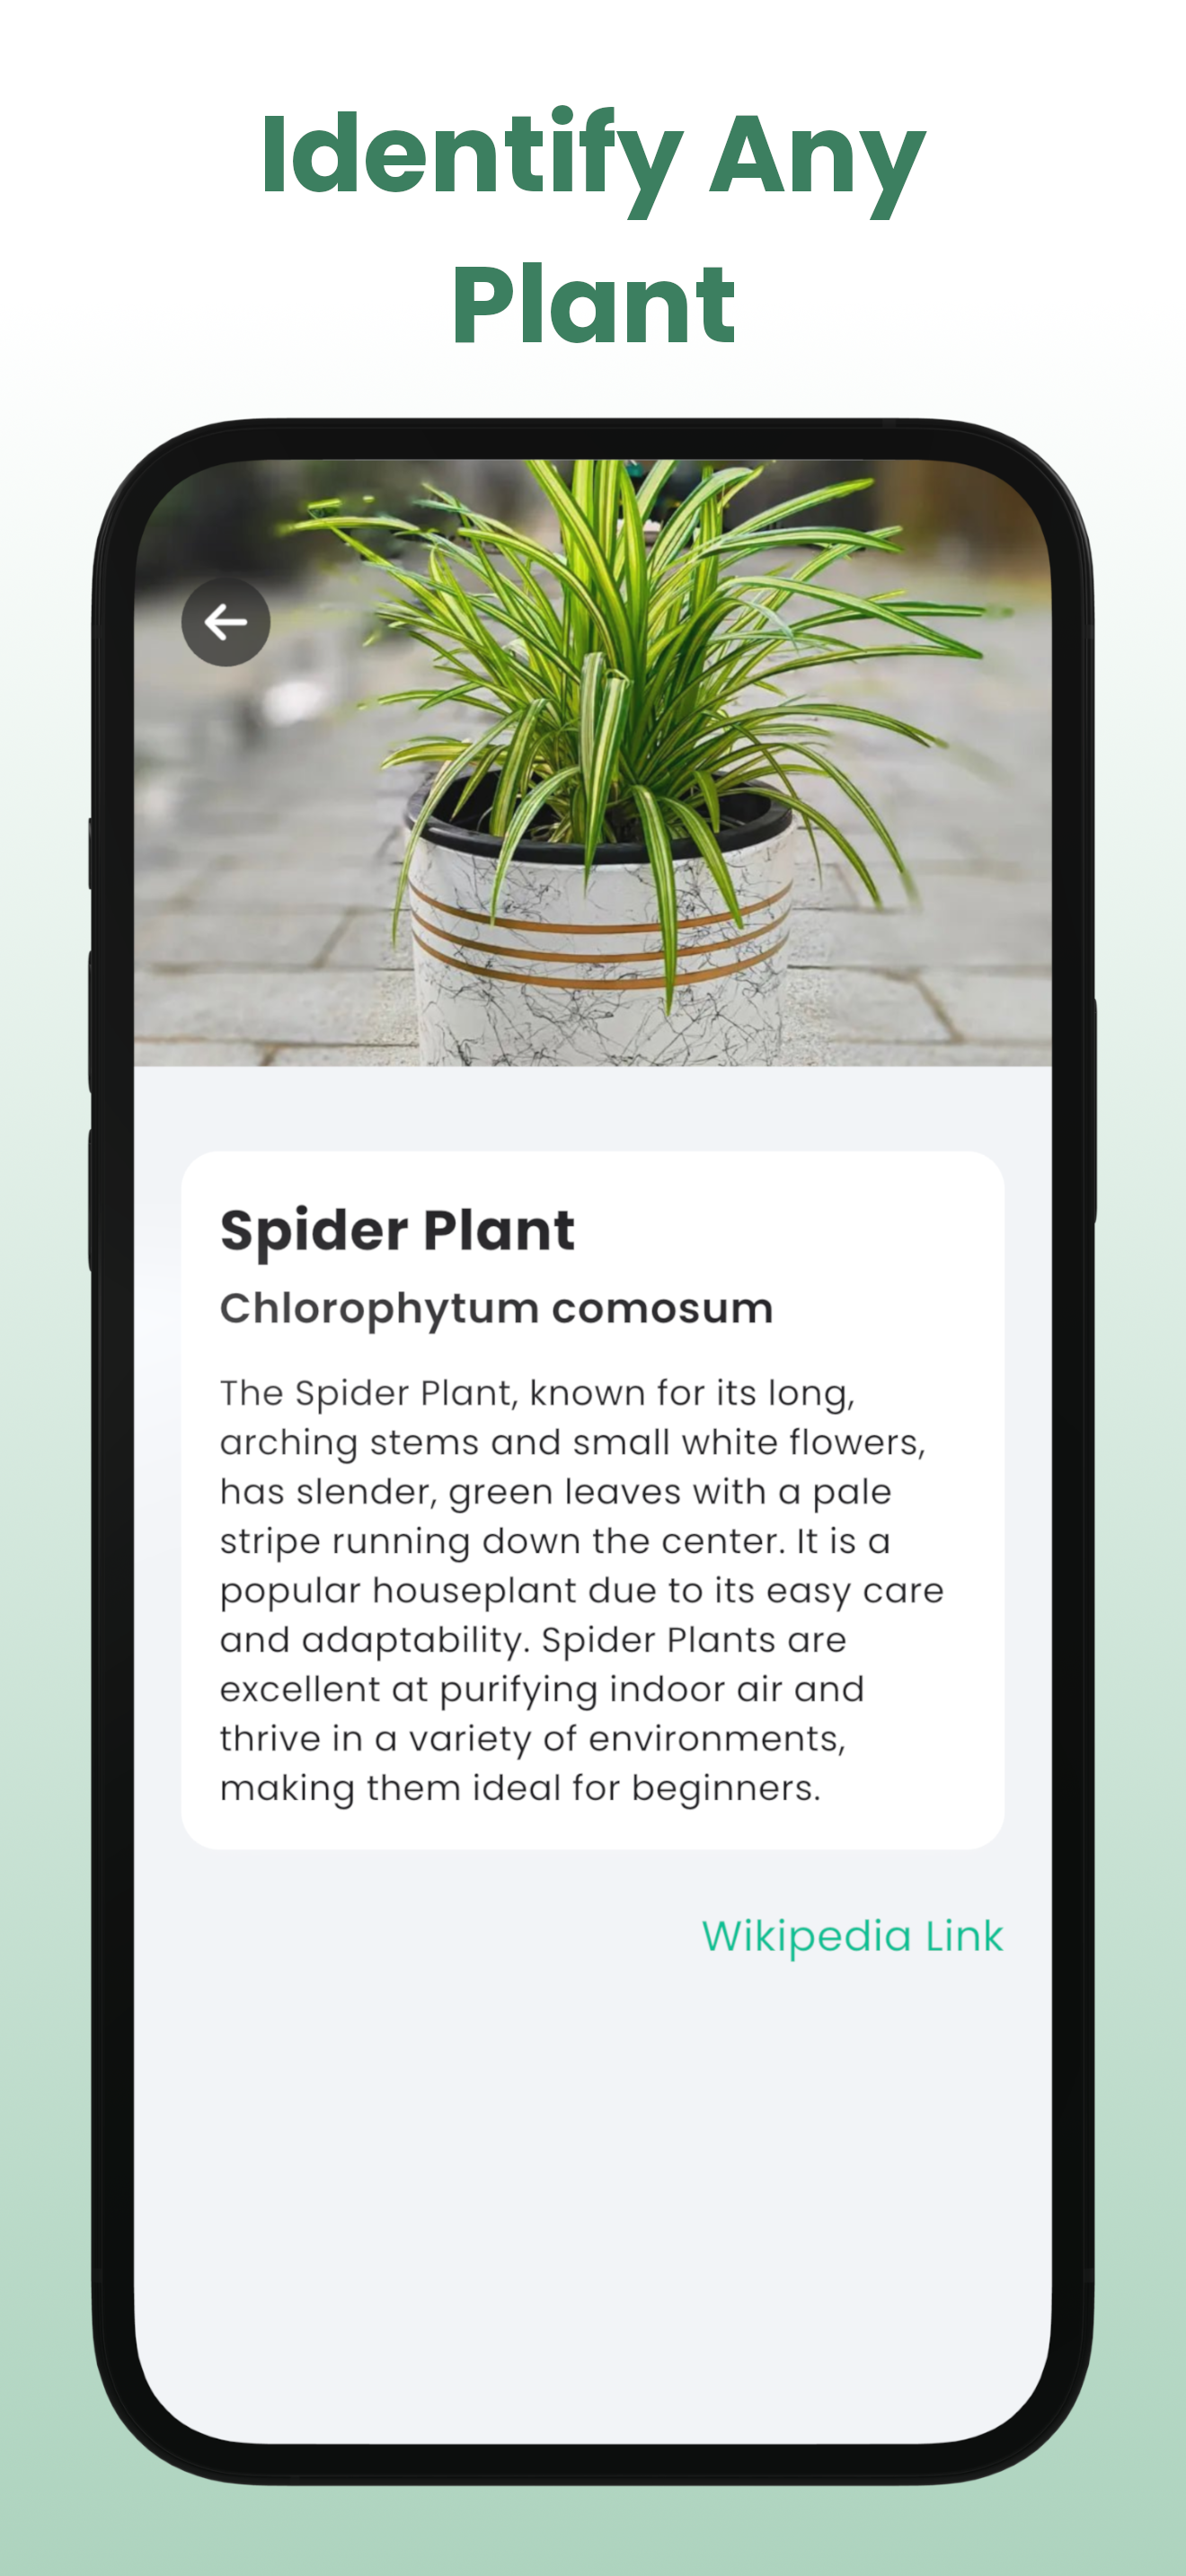 Identify Any
Plant
Spider Plant
Chlorophytum comosum
The Spider Plant, known for its long,
arching stems and small white flowers,
has slender, green leaves with a pale
stripe running down the center. It is a
popular houseplant due to its easy care
and adaptability. Spider Plants are
excellent at purifying indoor air and
thrive in a variety of environments,
making them ideal for beginners.
Wikipedia Link